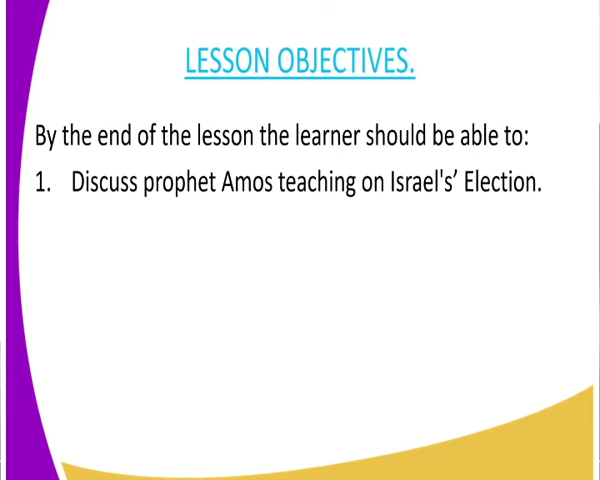 LESSON OBJECTIVES.
By the end of the lesson the learner should be able to:
1. Discuss prophet Amos teaching on Israel's’ Election.